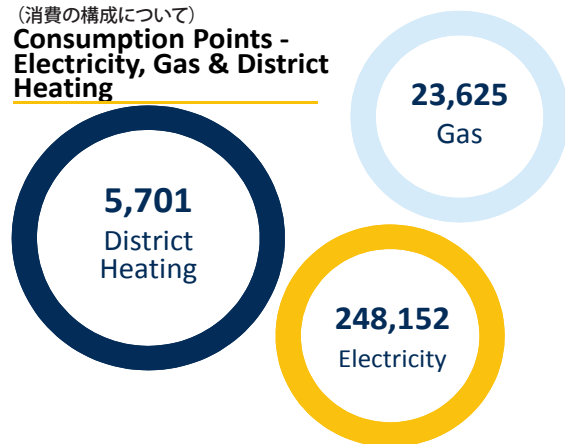 (消費の構成について)
Consumption Points -
Electricity, Gas & District
Heating
23,625
Gas
5,701
District
Heating
248,152
Electricity